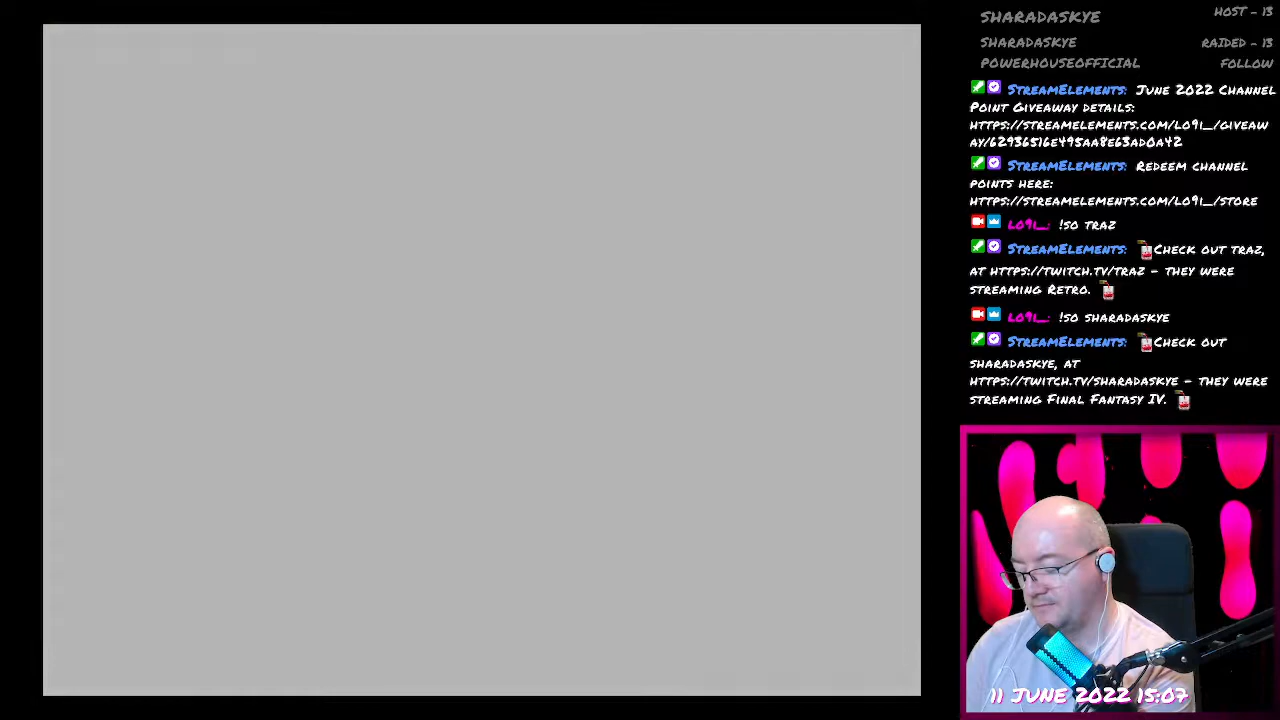 SHARADASKYE HOST - 13
SHARADASKYE RAIDED - 13
POWERHOUSEOFFICIAL FOLLOW
StreamElements: June 2022 Channel
Point Giveaway details:
https://streamelements.com/lo9i_/giveaw
ay/62936516e495aa8e63ad0a42
StreamElements: Redeem channel
points here:
https://streamelements.com/lo9i_/store
lo9i_: !so traz
StreamElements: Check out traz,
at https://twitch.tv/traz - they were
streaming Retro.
lo9i_: !so sharadaskye
StreamElements: Check out
sharadaskye, at
https://twitch.tv/sharadaskye - they were
streaming Final Fantasy IV.
11 JUNE 2022 15:07